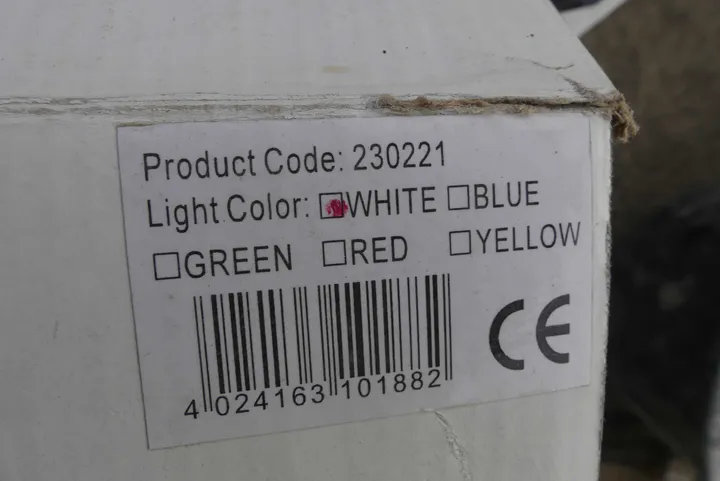 Product Code: 230221
Light Color: ☒WHITE ☐BLUE
☐GREEN ☐RED ☐YELLOW
CE
4 024163 101882